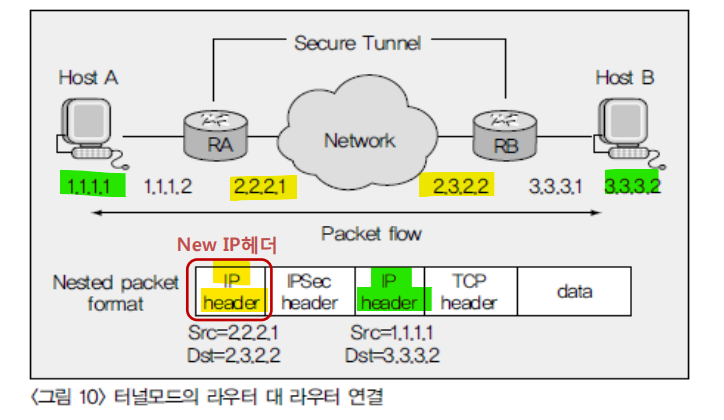 Secure Tunnel
Host A
Host B
RA
Network
RB
1.1.1.1 1.1.1.2 2.2.2.1 2.3.2.2 3.3.3.1 3.3.3.2
Packet flow
New IP헤더
Nested packet format
IP header
IPSec header
IP header
TCP header
data
Src=2.2.2.1
Dst=2.3.2.2
Src=1.1.1.1
Dst=3.3.3.2
〈그림 10〉 터널모드의 라우터 대 라우터 연결